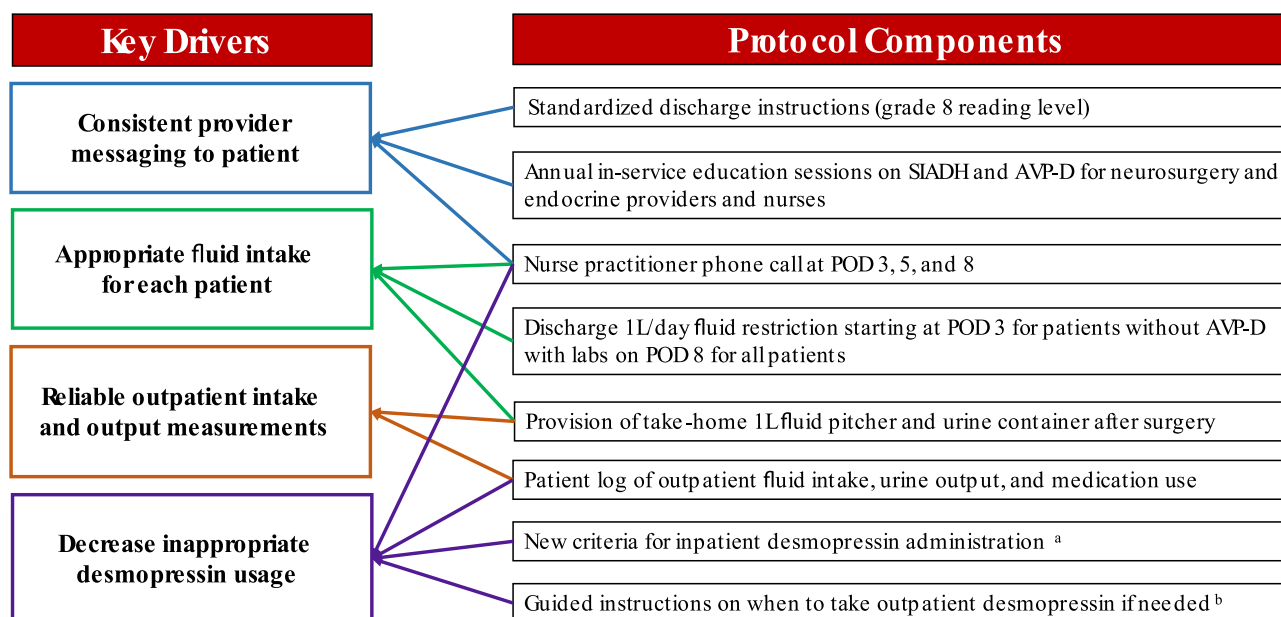 Key Drivers
Protocol Components
Consistent provider
messaging to patient
Appropriate fluid intake
for each patient
Reliable outpatient intake
and output measurements
Decrease inappropriate
desmopressin usage
Standardized discharge instructions (grade 8 reading level)
Annual in-service education sessions on SIADH and AVP-D for neurosurgery and
endocrine providers and nurses
Nurse practitioner phone call at POD 3, 5, and 8
Discharge 1L/day fluid restriction starting at POD 3 for patients without AVP-D
with labs on POD 8 for all patients
Provision of take-home 1L fluid pitcher and urine container after surgery
Patient log of outpatient fluid intake, urine output, and medication use
New criteria for inpatient desmopressin administration a
Guided instructions on when to take outpatient desmopressin if needed b